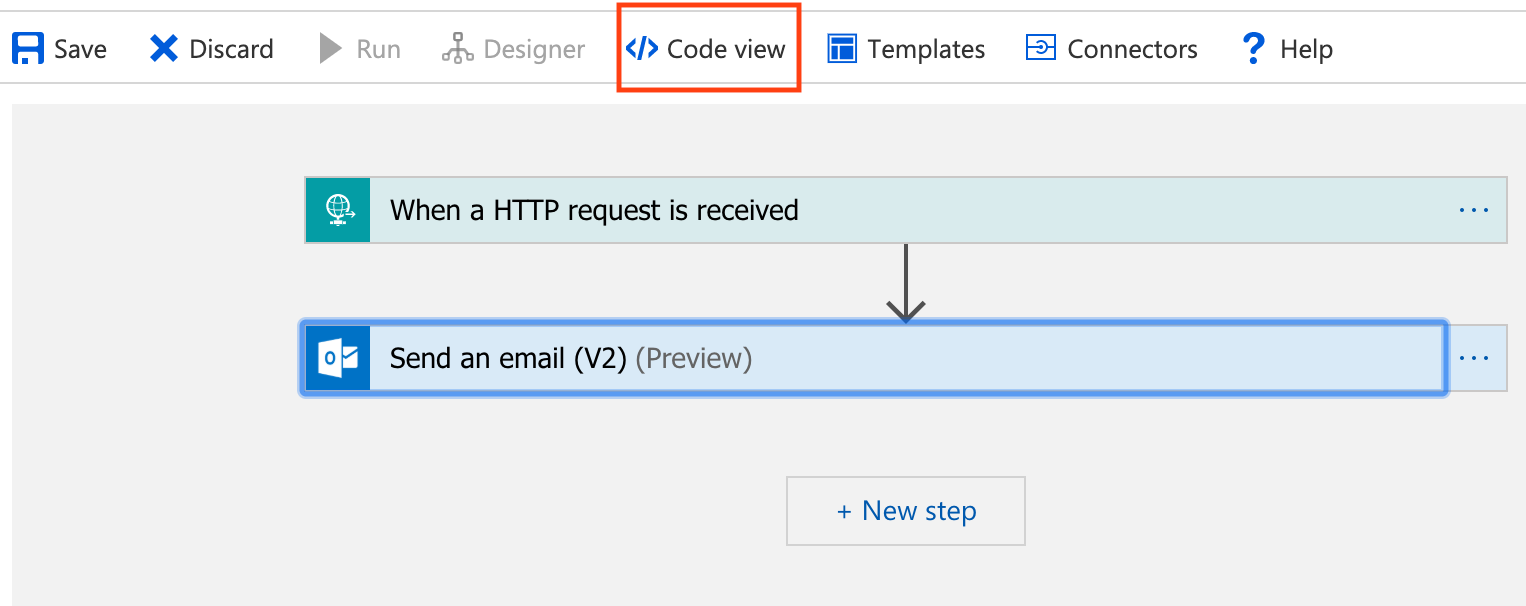 Save Discard Run Designer </> Code view Templates Connectors ? Help
When a HTTP request is received ...
Send an email (V2) (Preview) ...
+ New step